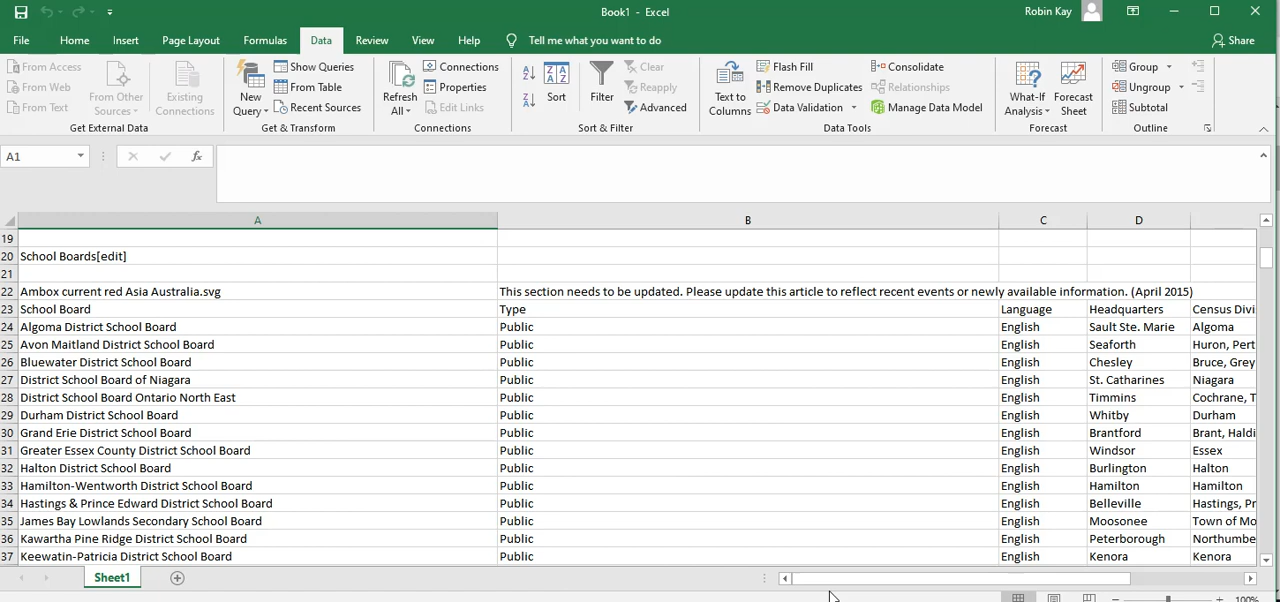 Book1 - Excel
Robin Kay
File Home Insert Page Layout Formulas Data Review View Help Tell me what you want to do Share
From Access
From Web
From Text
From Other Sources
Existing Connections
Get External Data
New Query
Show Queries
From Table
Recent Sources
Get & Transform
Refresh All
Connections
Properties
Edit Links
Connections
Sort
Filter
Clear
Reapply
Advanced
Sort & Filter
Text to Columns
Flash Fill
Remove Duplicates
Data Validation
Consolidate
Relationships
Manage Data Model
Data Tools
What-If Analysis
Forecast Sheet
Forecast
Group
Ungroup
Subtotal
Outline
A1 fx
A B C D
19
20 School Boards[edit]
21
22 Ambox current red Asia Australia.svg This section needs to be updated. Please update this article to reflect recent events or newly available information. (April 2015)
23 School Board Type Language Headquarters Census Divi
24 Algoma District School Board Public English Sault Ste. Marie Algoma
25 Avon Maitland District School Board Public English Seaforth Huron, Pert
26 Bluewater District School Board Public English Chesley Bruce, Grey
27 District School Board of Niagara Public English St. Catharines Niagara
28 District School Board Ontario North East Public English Timmins Cochrane, T
29 Durham District School Board Public English Whitby Durham
30 Grand Erie District School Board Public English Brantford Brant, Haldi
31 Greater Essex County District School Board Public English Windsor Essex
32 Halton District School Board Public English Burlington Halton
33 Hamilton-Wentworth District School Board Public English Hamilton Hamilton
34 Hastings & Prince Edward District School Board Public English Belleville Hastings, Pr
35 James Bay Lowlands Secondary School Board Public English Moosonee Town of Mo
36 Kawartha Pine Ridge District School Board Public English Peterborough Northumbe
37 Keewatin-Patricia District School Board Public English Kenora Kenora
Sheet1
100%